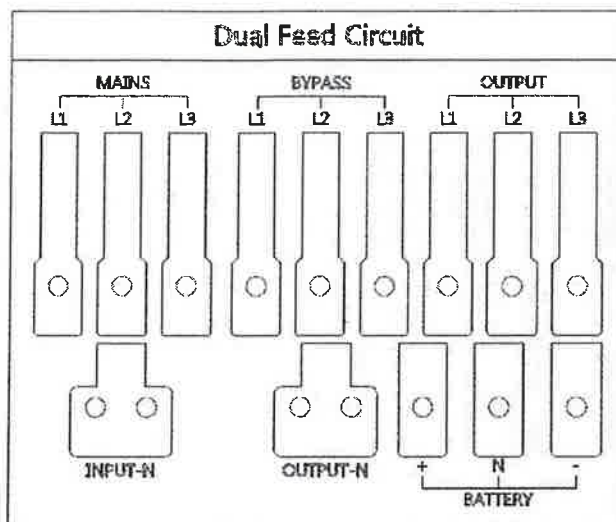 Dual Feed Circuit
MAINS BYPASS OUTPUT
L1 L2 L3 L1 L2 L3 L1 L2 L3
INPUT-N OUTPUT-N + N -
BATTERY